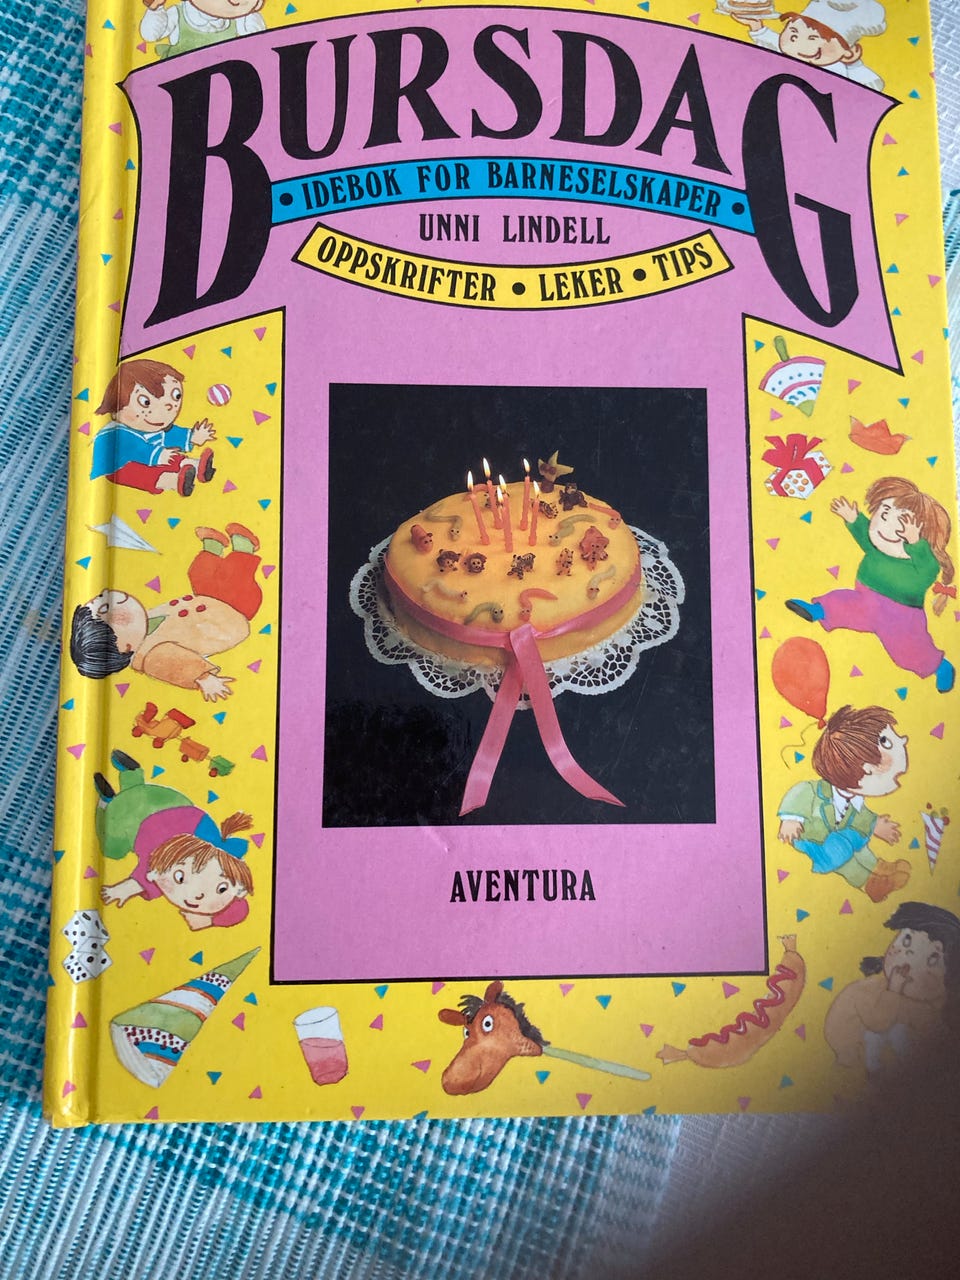 BURSDAG
• IDEBOK FOR BARNESELSKAPER •
UNNI LINDELL
OPPSKRIFTER • LEKER • TIPS
AVENTURA